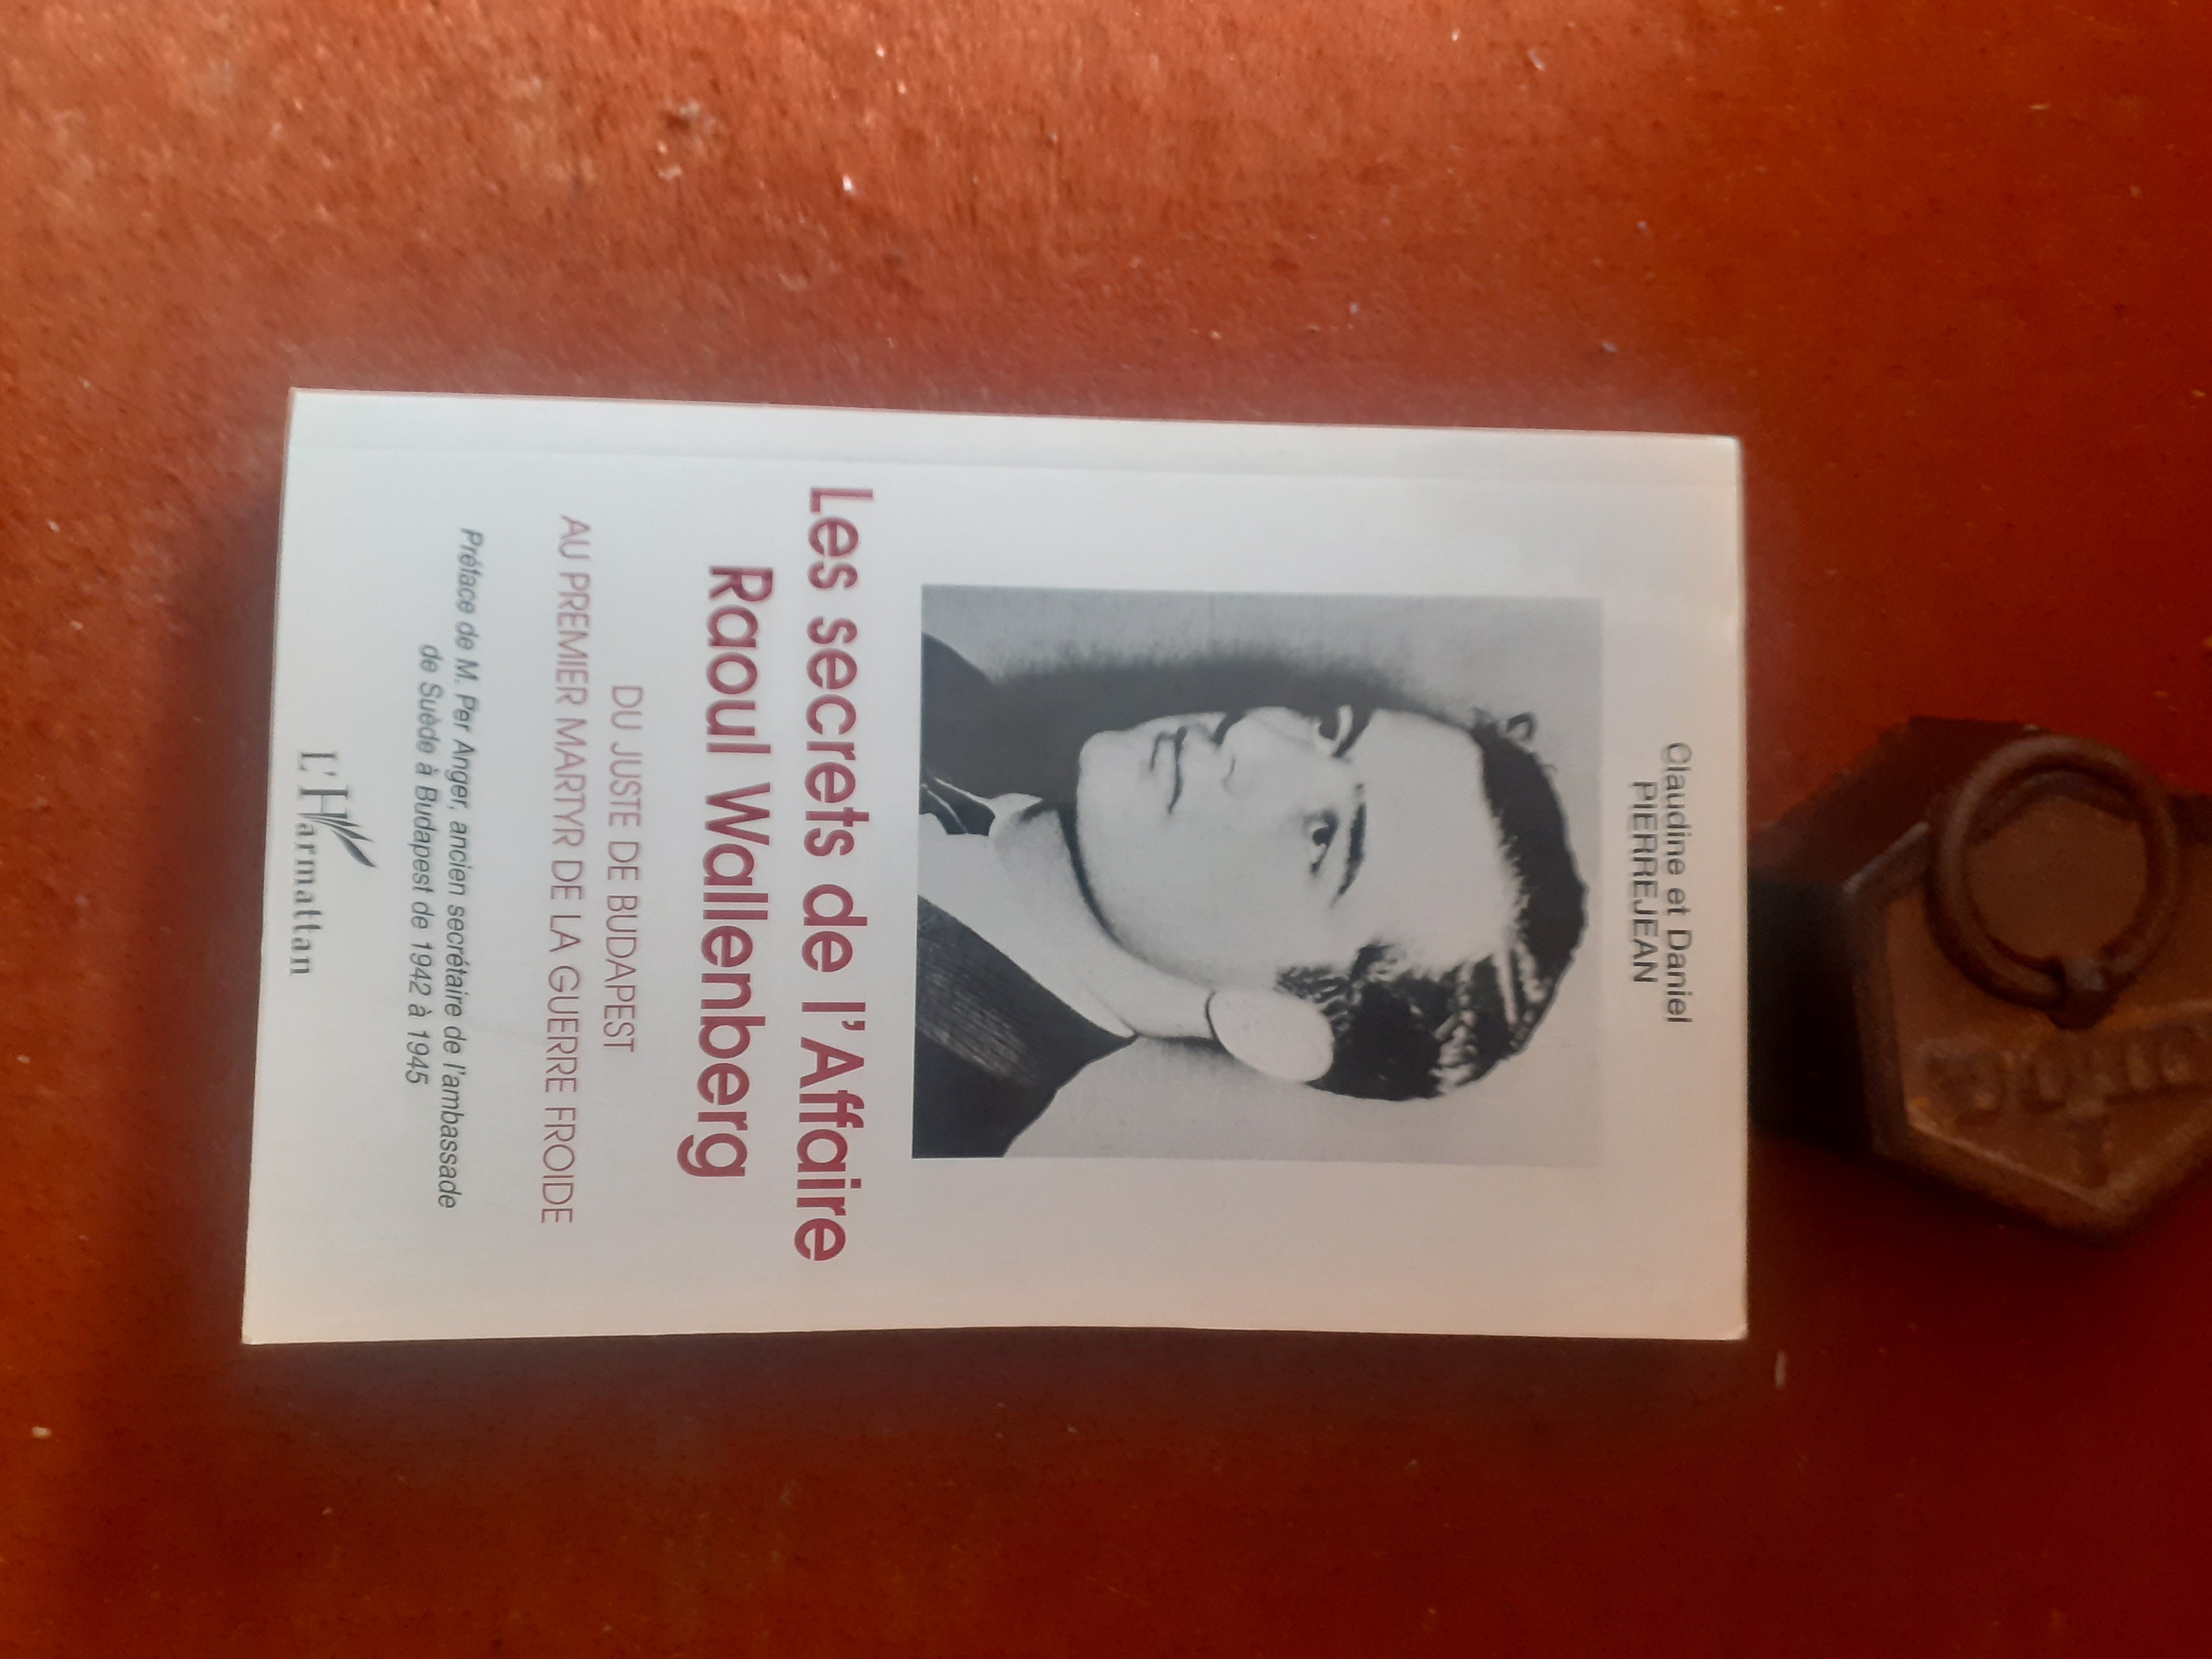 Claudine et Daniel
PIERREJEAN
Les secrets de l'Affaire
Raoul Wallenberg
DU JUSTE DE BUDAPEST
AU PREMIER MARTYR DE LA GUERRE FROIDE
Préface de M. Per Anger, ancien secrétaire de l'ambassade
de Suède à Budapest de 1942 à 1945
L'Harmattan